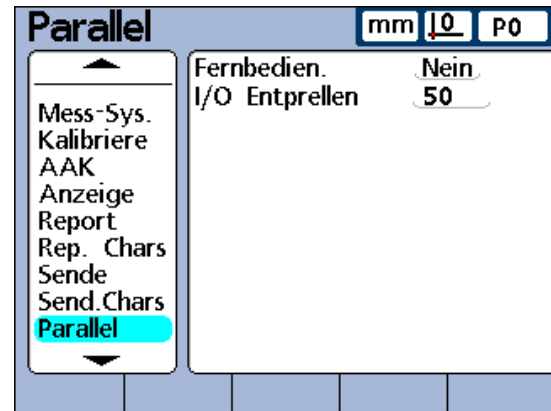 Parallel
mm 0 P0
Mess-Sys.
Kalibriere
AAK
Anzeige
Report
Rep. Chars
Sende
Send.Chars
Parallel
Fernbedien. Nein
I/O Entprellen 50